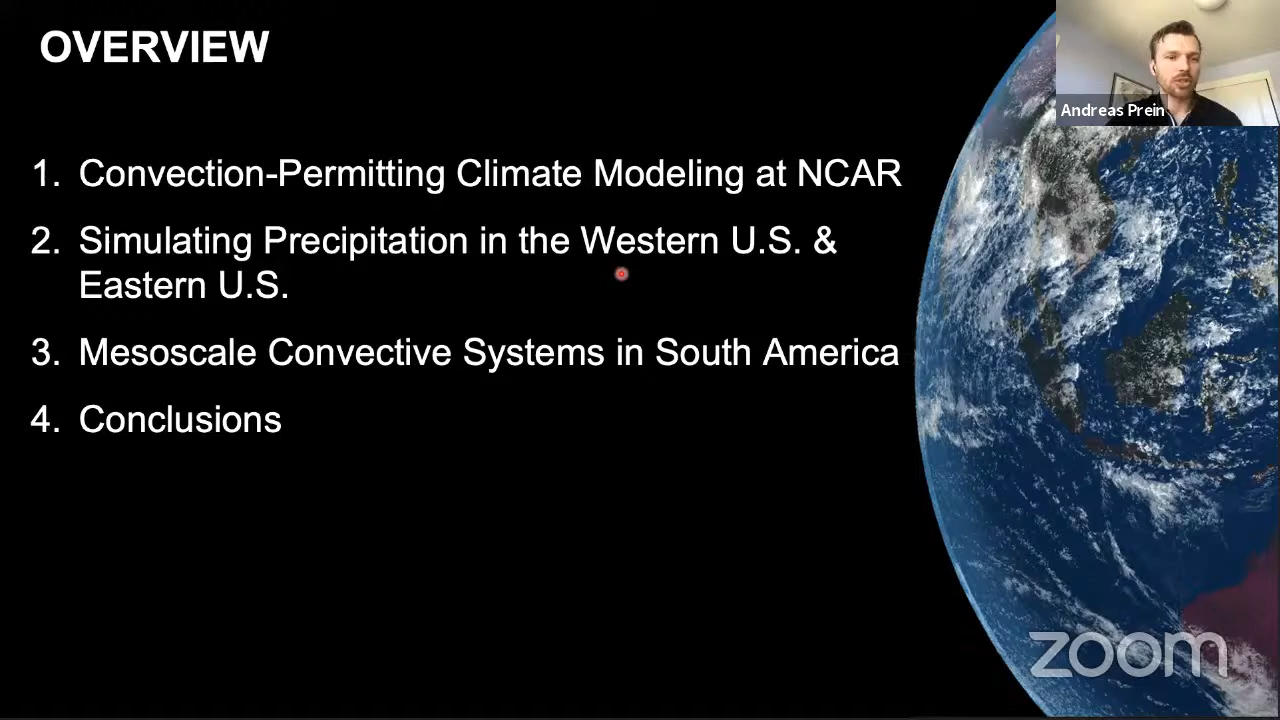 OVERVIEW
Andreas Prein
1. Convection-Permitting Climate Modeling at NCAR
2. Simulating Precipitation in the Western U.S. &
Eastern U.S.
3. Mesoscale Convective Systems in South America
4. Conclusions
zoom